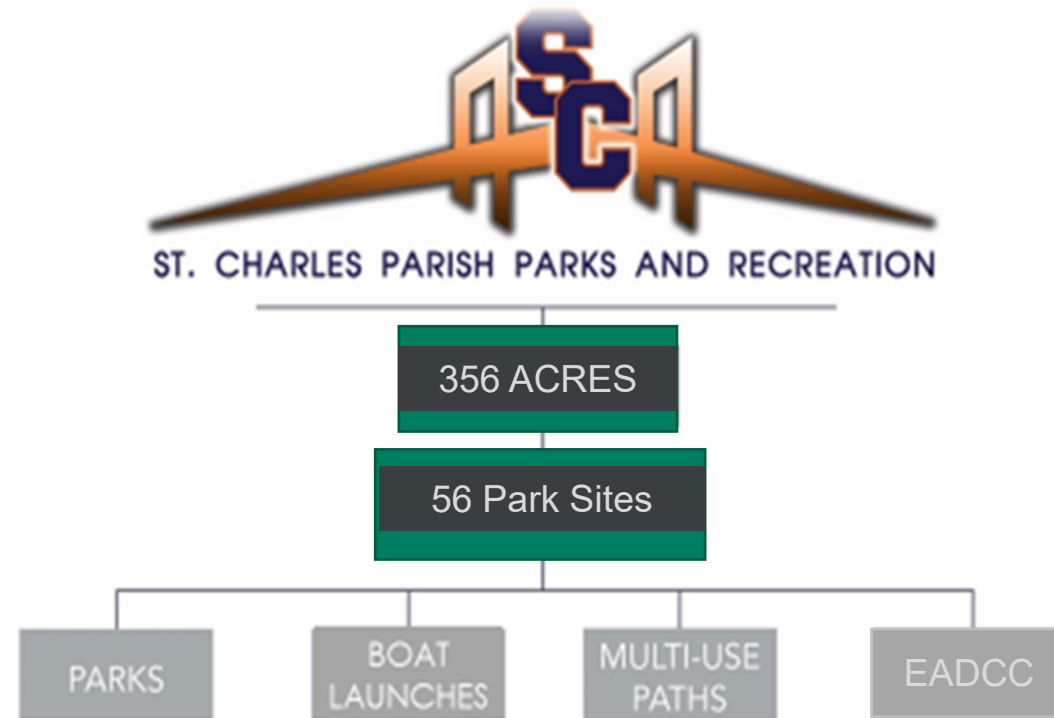 SC
ST. CHARLES PARISH PARKS AND RECREATION
356 ACRES
56 Park Sites
PARKS
BOAT
LAUNCHES
MULTI-USE
PATHS
EADCC